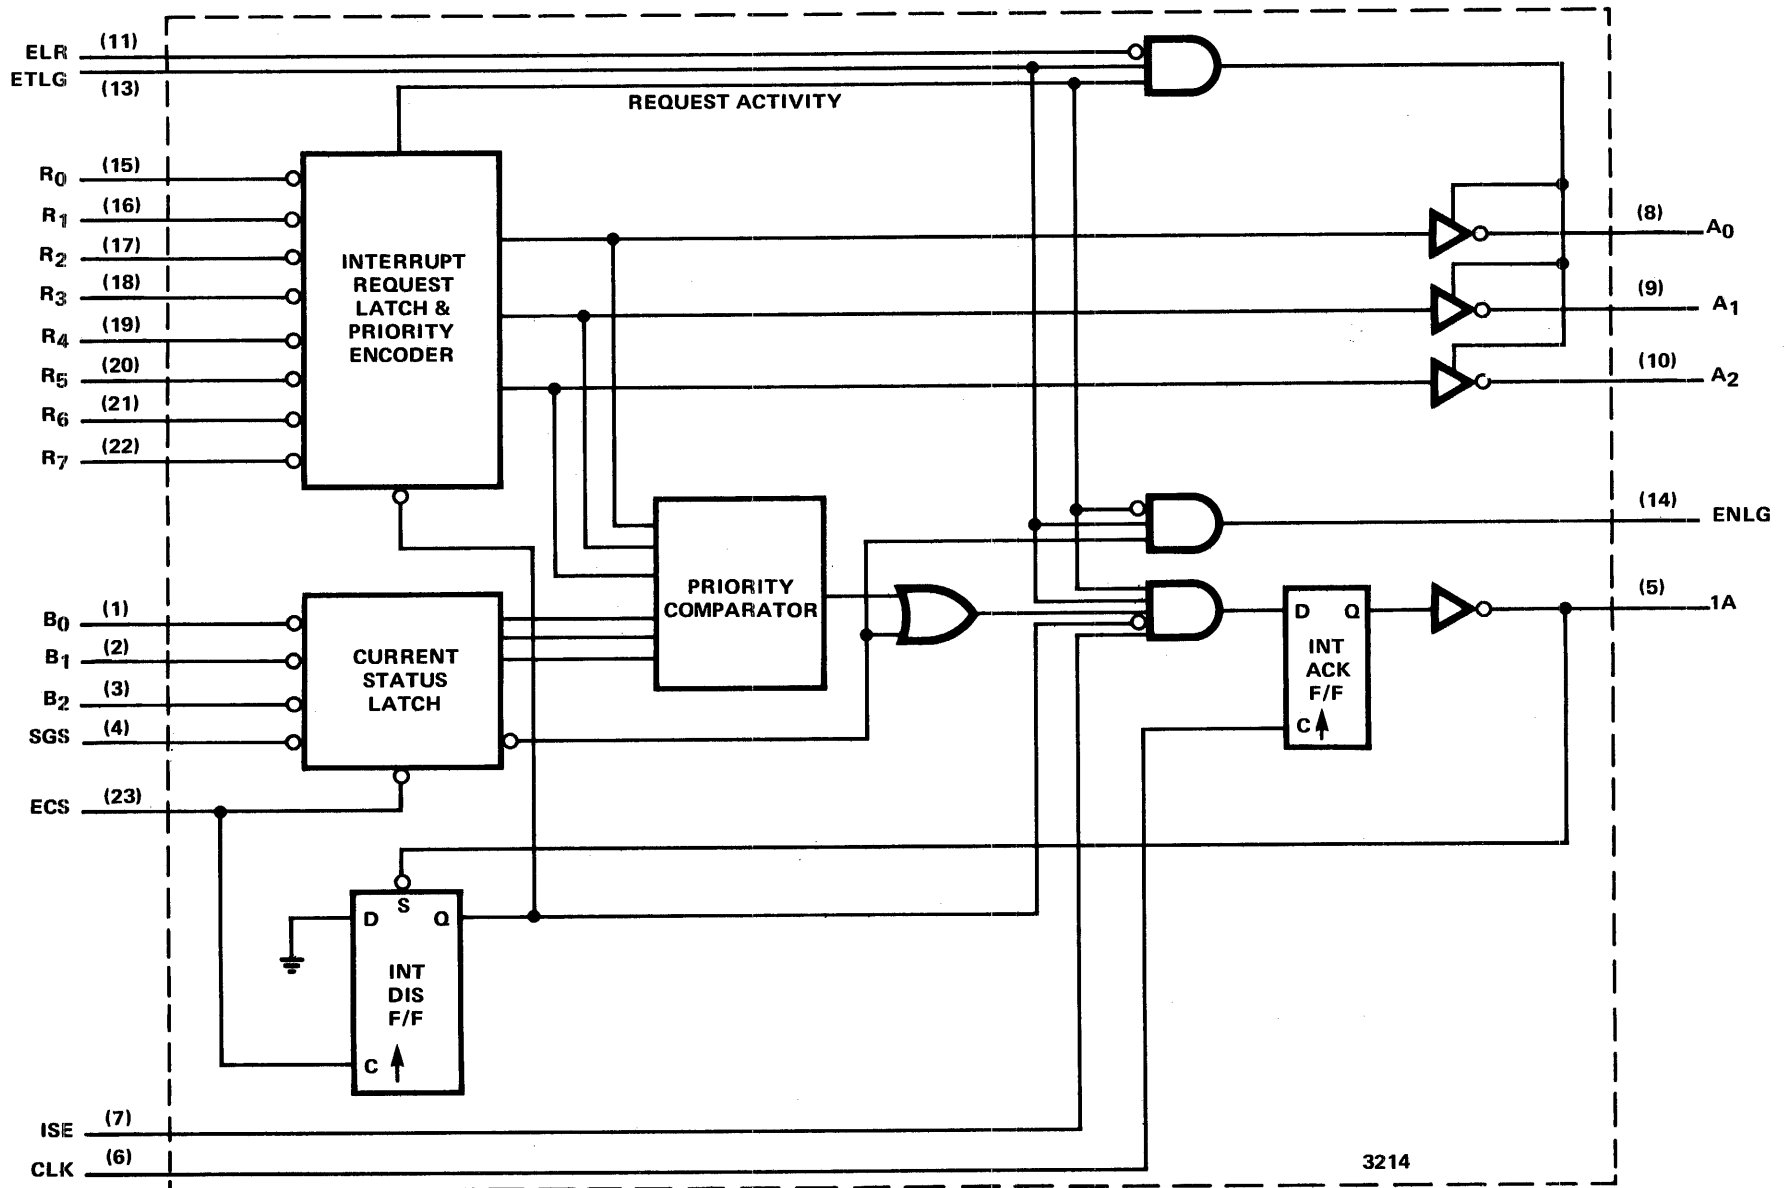 ELR (11)
ETLG (13)
REQUEST ACTIVITY
R0 (15)
R1 (16)
R2 (17)
R3 (18)
R4 (19)
R5 (20)
R6 (21)
R7 (22)
INTERRUPT
REQUEST
LATCH &
PRIORITY
ENCODER
(8) A0
(9) A1
(10) A2
(14) ENLG
PRIORITY
COMPARATOR
B0 (1)
B1 (2)
B2 (3)
SGS (4)
CURRENT
STATUS
LATCH
D Q
INT
ACK
F/F
C
(5) 1A
ECS (23)
S
D Q
INT
DIS
F/F
C
ISE (7)
CLK (6)
3214